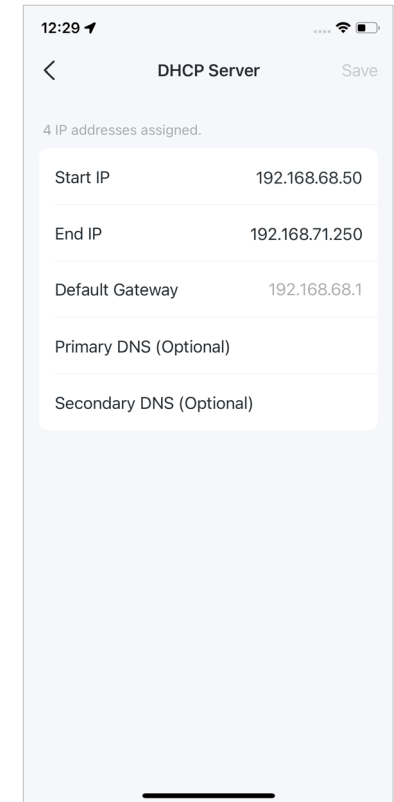 12:29
DHCP Server Save
4 IP addresses assigned.
Start IP 192.168.68.50
End IP 192.168.71.250
Default Gateway 192.168.68.1
Primary DNS (Optional)
Secondary DNS (Optional)